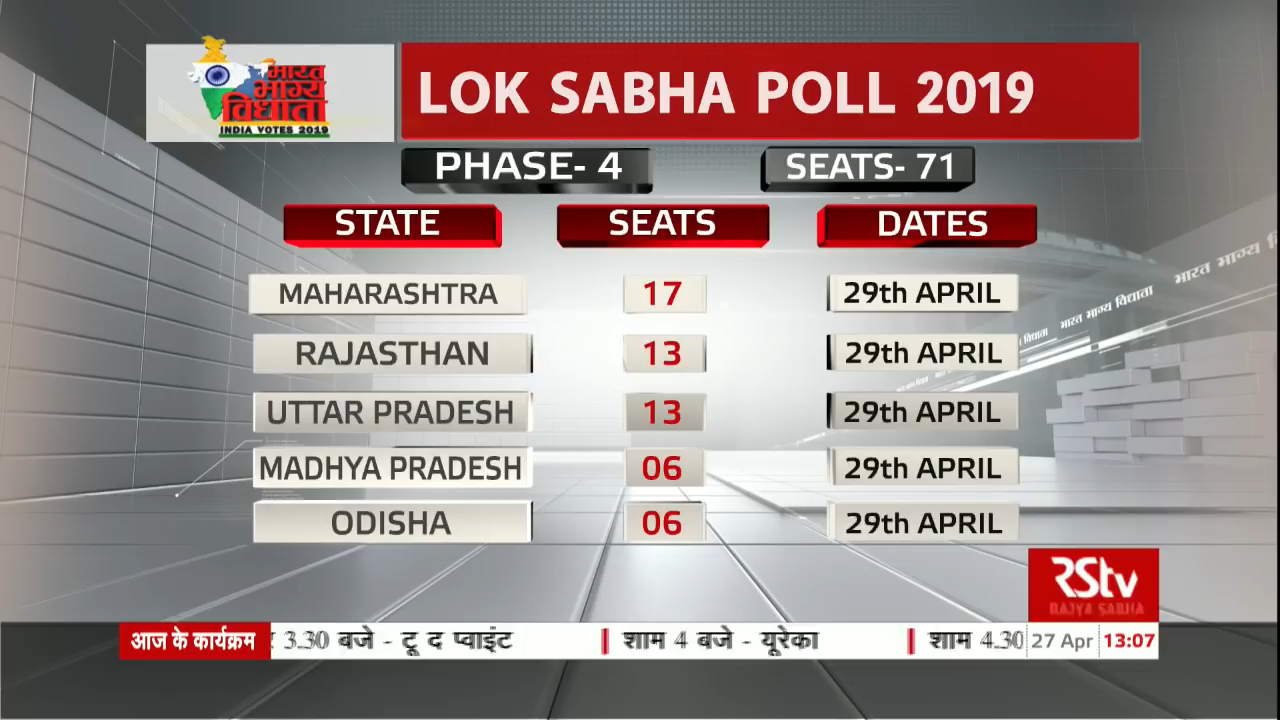 भारत
भाग्य
विधाता
INDIA VOTES 2019
LOK SABHA POLL 2019
PHASE- 4
SEATS- 71
STATE SEATS DATES
MAHARASHTRA 17 29th APRIL
RAJASTHAN 13 29th APRIL
UTTAR PRADESH 13 29th APRIL
MADHYA PRADESH 06 29th APRIL
ODISHA 06 29th APRIL
भारत भाग्य विधाता
भारत भाग्य वि
विधाता
RStv
RAJYA SABHA
आज के कार्यक्रम 3.30 बजे - टू द प्वाइंट | शाम 4 बजे - यूरेका | शाम 4.30 27 Apr 13:07